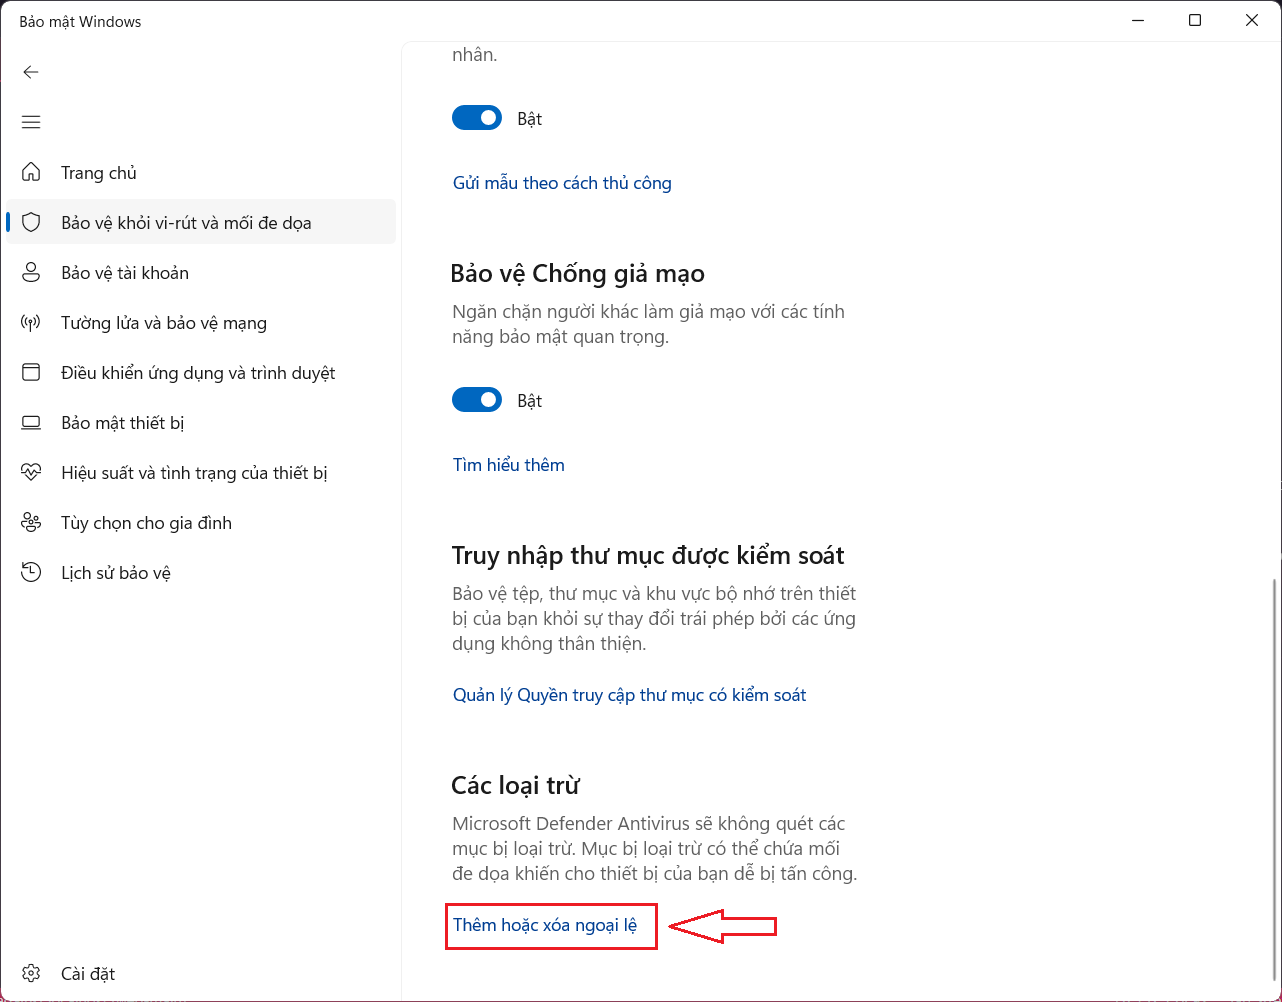 Bảo mật Windows
Trang chủ
Bảo vệ khỏi vi-rút và mối đe dọa
Bảo vệ tài khoản
Tường lửa và bảo vệ mạng
Điều khiển ứng dụng và trình duyệt
Bảo mật thiết bị
Hiệu suất và tình trạng của thiết bị
Tùy chọn cho gia đình
Lịch sử bảo vệ
Cài đặt
nhân.
Bật
Gửi mẫu theo cách thủ công
Bảo vệ Chống giả mạo
Ngăn chặn người khác làm giả mạo với các tính
năng bảo mật quan trọng.
Bật
Tìm hiểu thêm
Truy nhập thư mục được kiểm soát
Bảo vệ tệp, thư mục và khu vực bộ nhớ trên thiết
bị của bạn khỏi sự thay đổi trái phép bởi các ứng
dụng không thân thiện.
Quản lý Quyền truy cập thư mục có kiểm soát
Các loại trừ
Microsoft Defender Antivirus sẽ không quét các
mục bị loại trừ. Mục bị loại trừ có thể chứa mối
đe dọa khiến cho thiết bị của bạn dễ bị tấn công.
Thêm hoặc xóa ngoại lệ